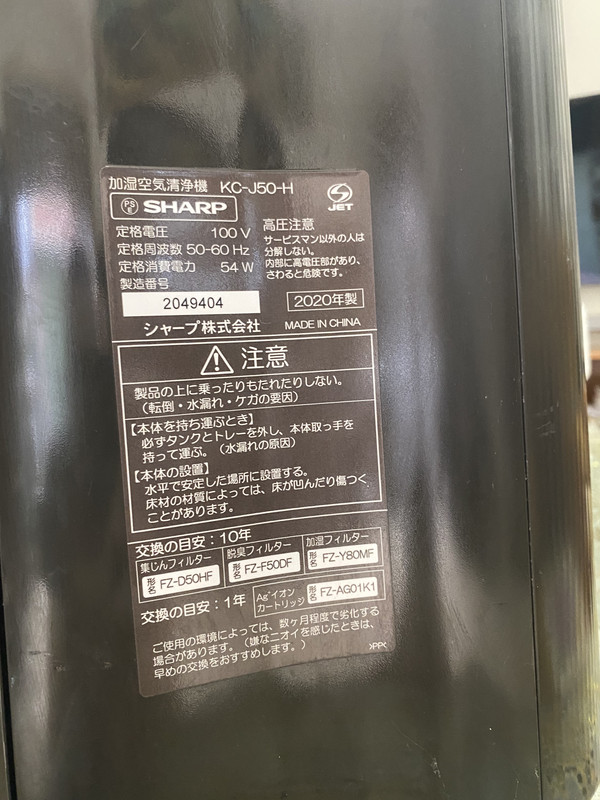 加湿空気清浄機 KC-J50-H
PS E SHARP
JET
定格電圧 100 V
定格周波数 50-60 Hz
定格消費電力 54 W
製造番号
2049404
高圧注意
サービスマン以外の人は
分解しない。
内部に高電圧部があり、
さわると危険です。
2020年製
シャープ株式会社 MADE IN CHINA
注意
製品の上に乗ったりもたれたりしない。
（転倒・水漏れ・ケガの要因）
【本体を持ち運ぶとき】
必ずタンクとトレーを外し、本体取っ手を
持って運ぶ。（水漏れの原因）
【本体の設置】
水平で安定した場所に設置する。
床材の材質によっては、床が凹んだり傷つく
ことがあります。
交換の目安：10年
集じんフィルター
形名 FZ-D50HF
脱臭フィルター
形名 FZ-F50DF
加湿フィルター
形名 FZ-Y80MF
交換の目安：1年
Ag⁺イオン
カートリッジ
形名 FZ-AG01K1
ご使用の環境によっては、数ヶ月程度で劣化する
場合があります。（嫌なニオイを感じたときは、
早めの交換をおすすめします。）
>PP<